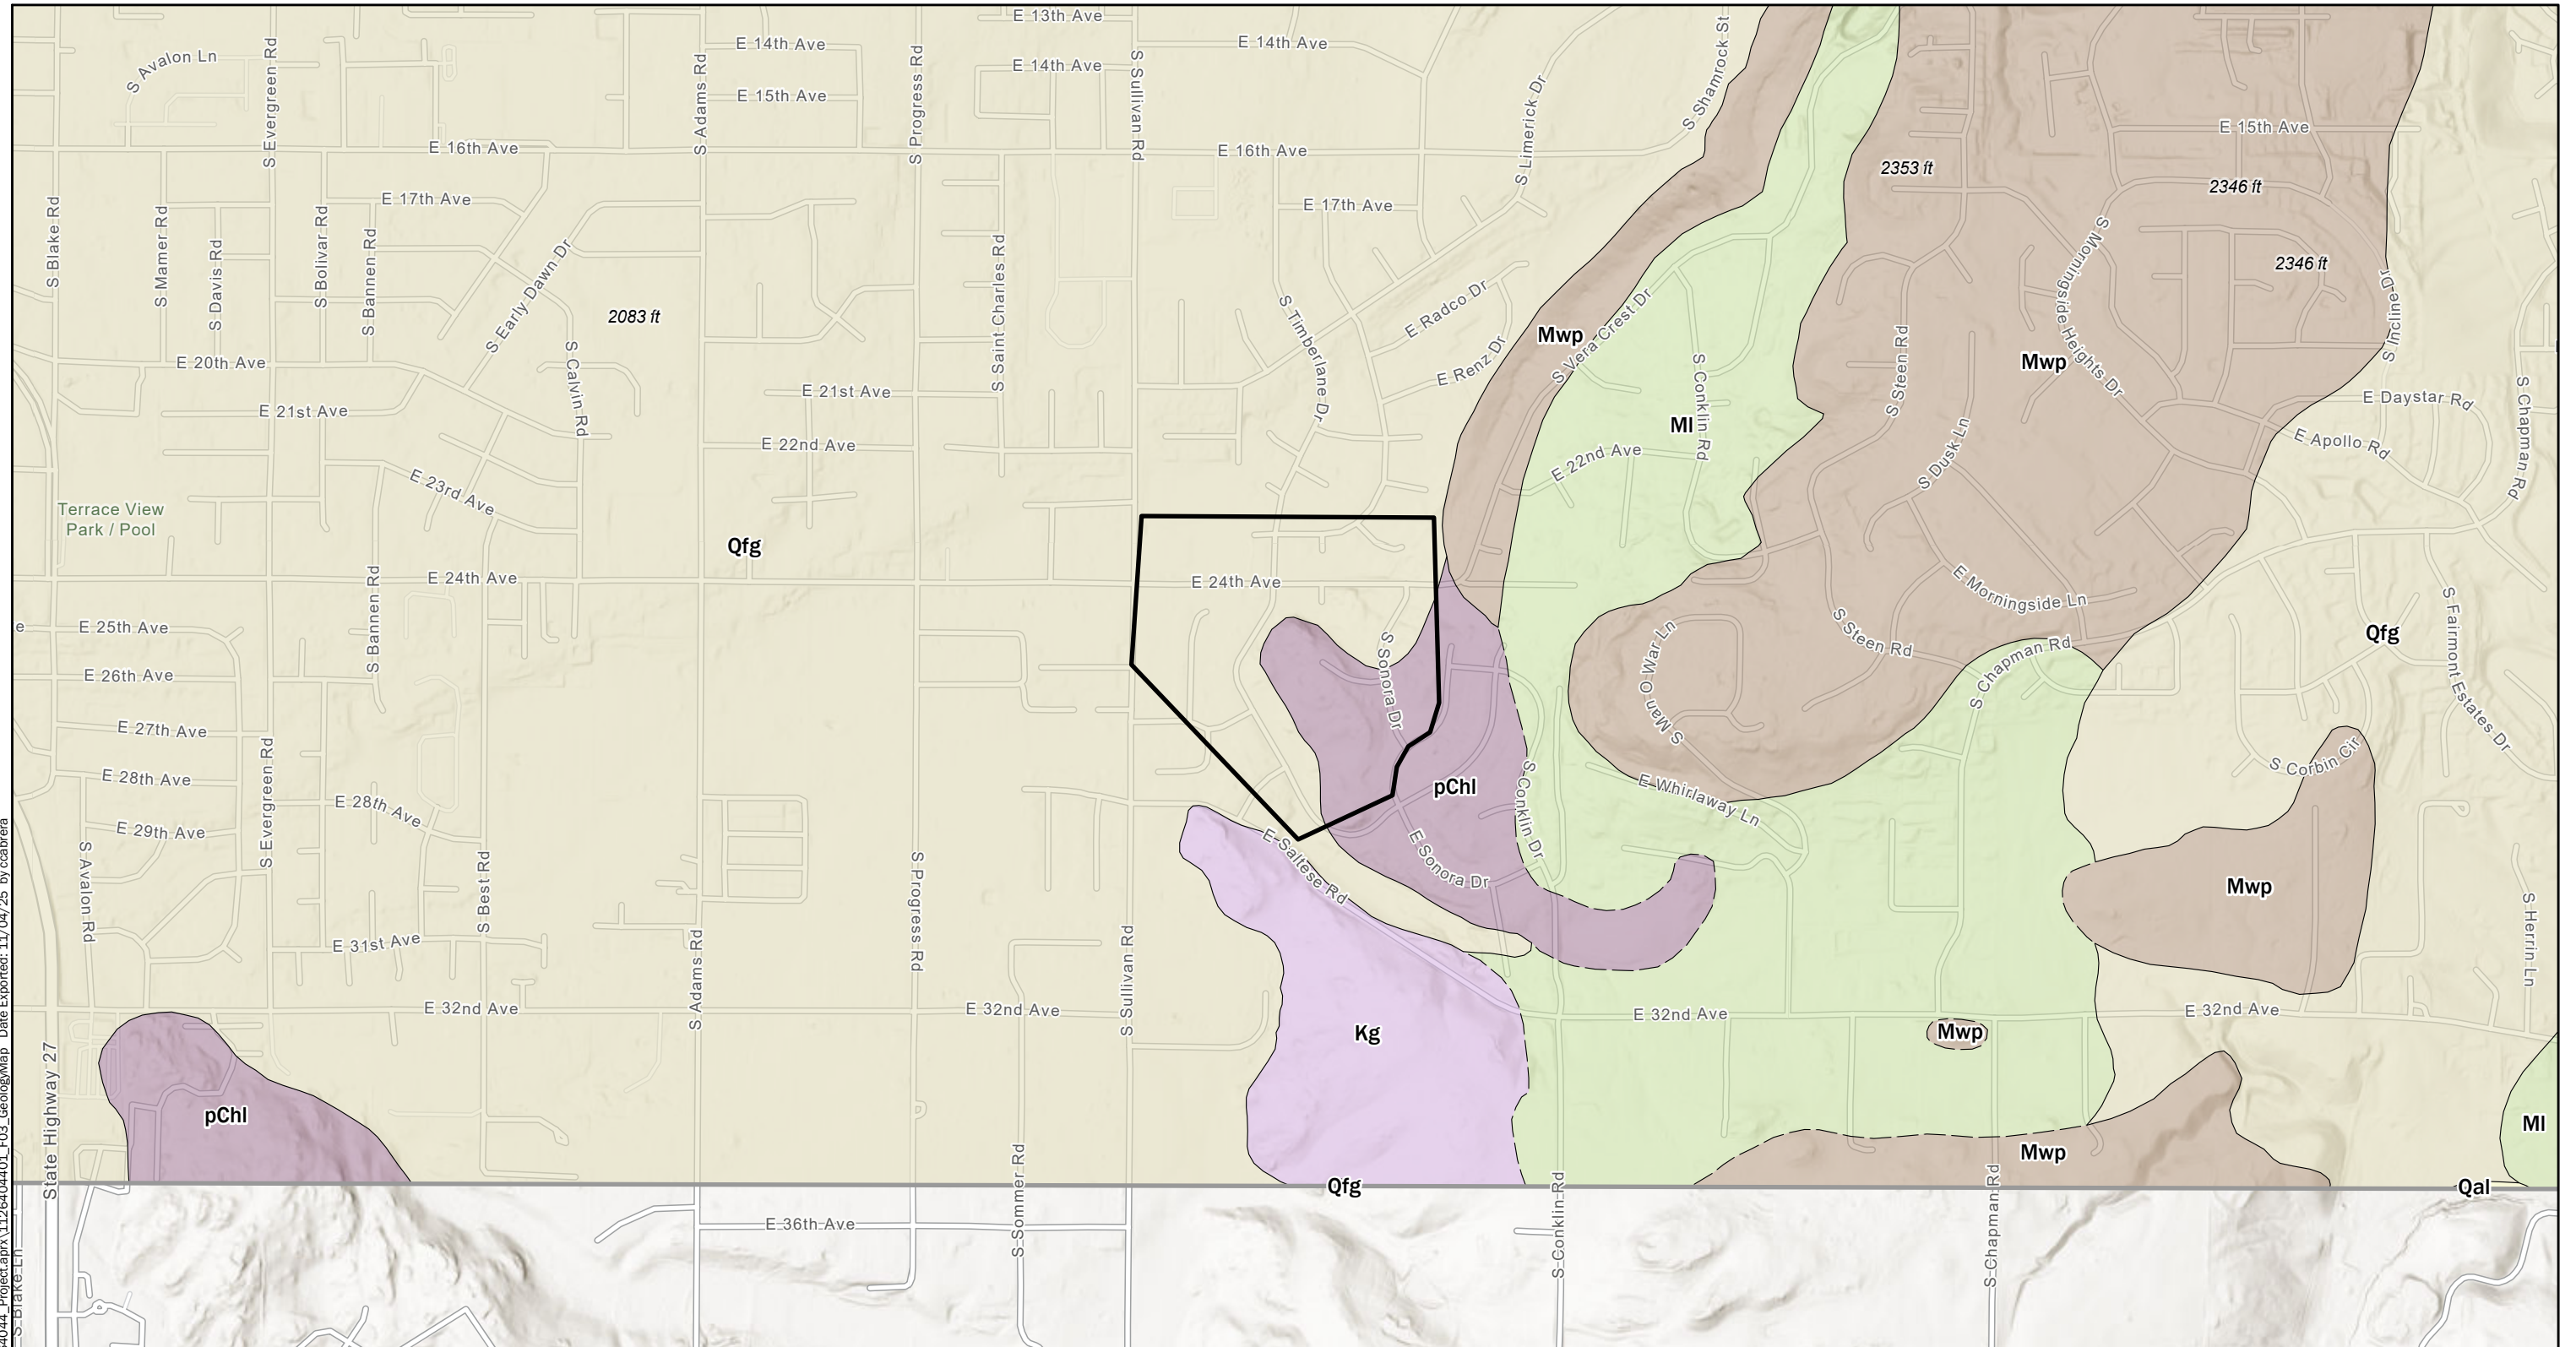 E 13th Ave
S Avalon Ln
E 14th Ave
E 14th Ave
E 14th Ave
S Evergreen Rd
S Adams Rd
S Progress Rd
S Sullivan Rd
S Limerick Dr
S Shamrock St
E 15th Ave
E 15th Ave
E 16th Ave
E 16th Ave
2353 ft
2346 ft
2346 ft
E 17th Ave
E 17th Ave
S Blake Rd
S Mamer Rd
S Davis Rd
S Bolivar Rd
S Bannen Rd
S Early Dawn Dr
2083 ft
S Saint Charles Rd
S Timberlane Dr
E Radco Dr
E Renz Dr
Mwp
S Vera Crest Dr
S Conklin Rd
S Steen Rd
Mwp
S Morningside Heights Dr
S Incline Dr
E 20th Ave
S Calvin Rd
E 21st Ave
E 21st Ave
E Daystar Rd
S Chapman Rd
Ml
E 22nd Ave
E 22nd Ave
S Dusk Ln
E Apollo Rd
E 23rd Ave
Terrace View
Park / Pool
Qfg
E 24th Ave
E 24th Ave
S Bannen Rd
E Morningside Ln
S Fairmont Estates Dr
e
E 25th Ave
S Sonora Dr
S Man O War Ln
S Steen Rd
S Chapman Rd
Qfg
E 26th Ave
E 27th Ave
S Evergreen Rd
S Corbin Cir
E 28th Ave
E 28th Ave
pChl
S Conklin Dr
E Whirlaway Ln
E 29th Ave
S Avalon Rd
S Best Rd
S Progress Rd
E Saltese Rd
E Sonora Dr
Mwp
S Herrin Ln
E 31st Ave
S Adams Rd
S Sullivan Rd
E 32nd Ave
E 32nd Ave
E 32nd Ave
E 32nd Ave
Kg
Mwp
State Highway 27
pChl
Mwp
Ml
S Sommer Rd
Qfg
S Conklin Rd
S Chapman Rd
Qal
E 36th Ave
S Blake Ln
4044_Project.aprx\1126404401_F03_GeologyMap Date Exported: 11/04/25 by ccabrera